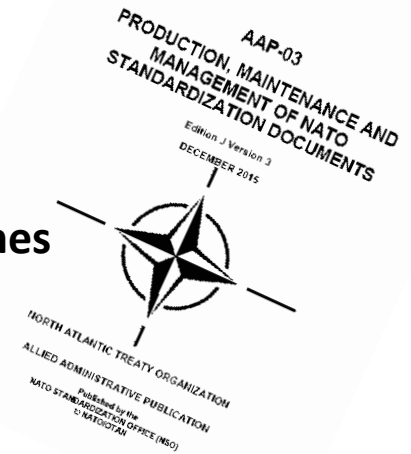 AAP-03
PRODUCTION, MAINTENANCE AND
MANAGEMENT OF NATO
STANDARDIZATION DOCUMENTS
Edition J Version 3
DECEMBER 2015
nes
NORTH ATLANTIC TREATY ORGANIZATION
ALLIED ADMINISTRATIVE PUBLICATION
Published by the
NATO STANDARDIZATION OFFICE (NSO)
© NATO/OTAN